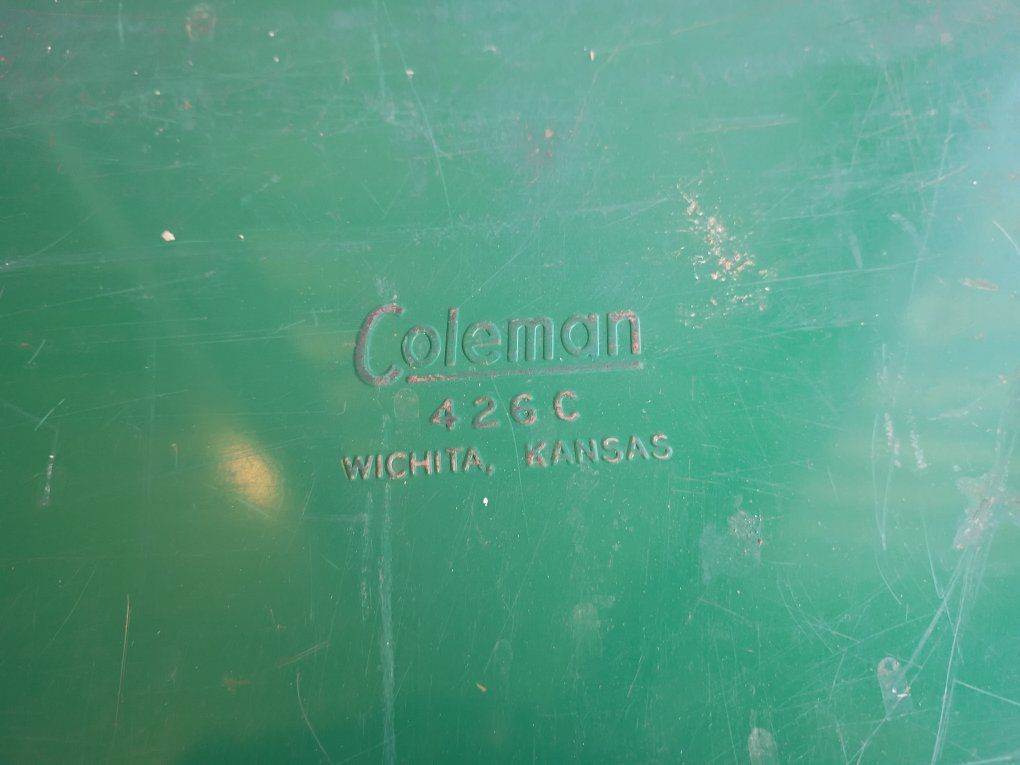 Coleman
426C
WICHITA, KANSAS